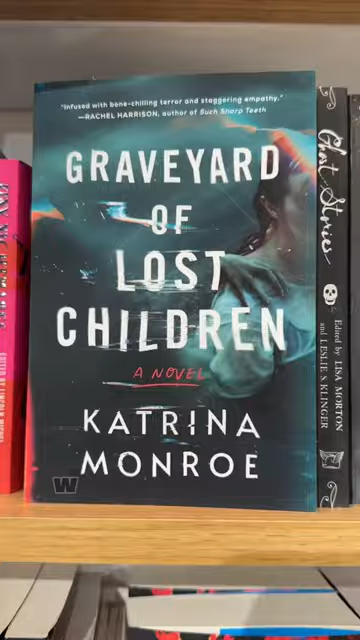 "Infused with bone-chilling terror and staggering empathy."
—RACHEL HARRISON, author of Such Sharp Teeth
GRAVEYARD
OF
LOST
CHILDREN
A NOVEL
KATRINA
MONROE
W
Ghost Stories
Edited by LISA MORTON
and LESLIE S. KLINGER